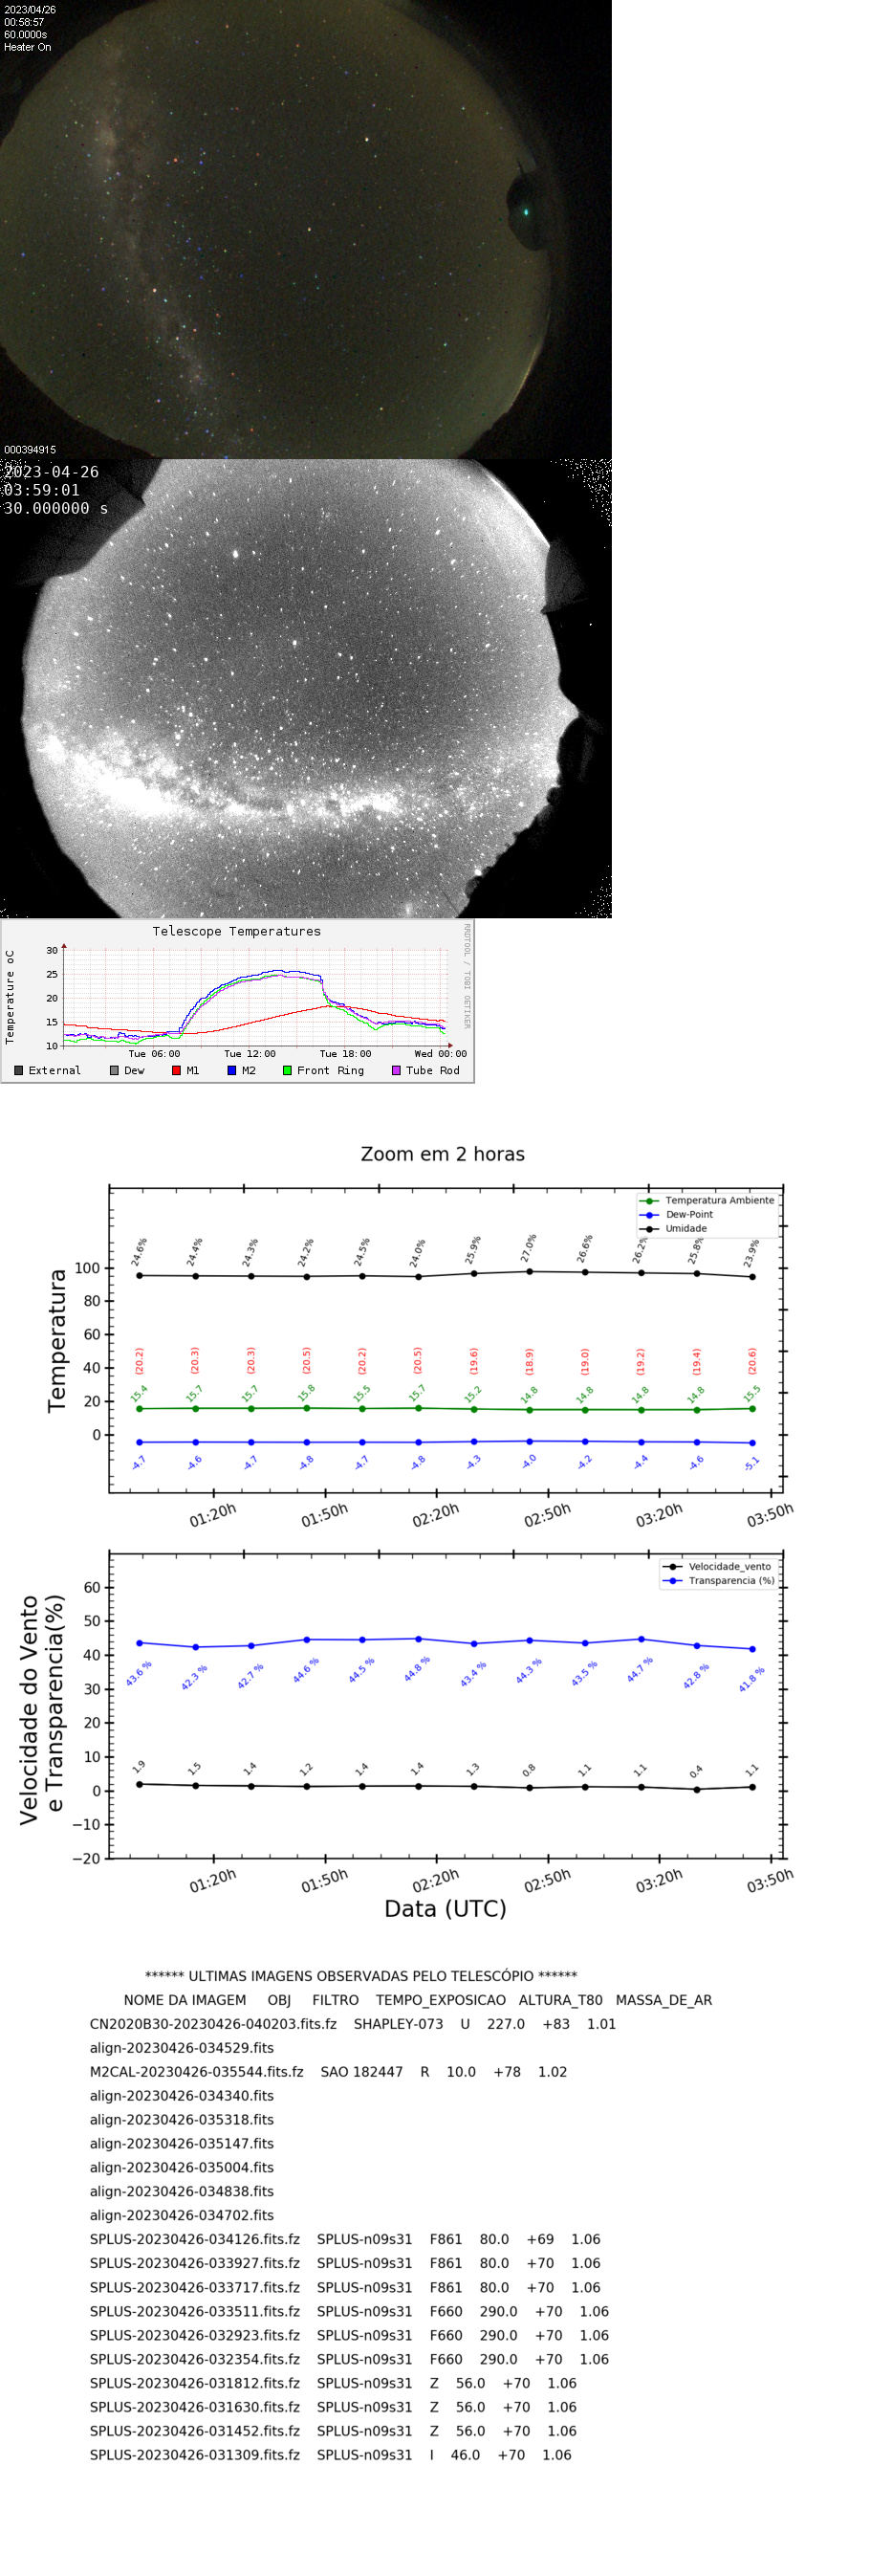 2023/04/26
00:58:57
60.0000s
Heater On
000394915
2023-04-26
03:59:01
30.000000 s
Telescope Temperatures
RRDTOOL / TOBI OETIKER
Temperature oC
30
25
20
15
10
Tue 06:00 Tue 12:00 Tue 18:00 Wed 00:00
External Dew M1 M2 Front Ring Tube Rod
Zoom em 2 horas
Temperatura Ambiente
Dew-Point
Umidade
Temperatura
24.6% 24.4% 24.3% 24.2% 24.5% 24.0% 25.9% 27.0% 26.6% 26.2% 25.8% 23.9%
100
80
60
40
20
0
(20.2) (20.3) (20.3) (20.5) (20.2) (20.5) (19.6) (18.9) (19.0) (19.2) (19.4) (20.6)
15.4 15.7 15.7 15.8 15.5 15.7 15.2 14.8 14.8 14.8 14.8 15.5
-4.7 -4.6 -4.7 -4.8 -4.7 -4.8 -4.3 -4.0 -4.2 -4.4 -4.6 -5.1
01:20h 01:50h 02:20h 02:50h 03:20h 03:50h
Velocidade_vento
Transparencia (%)
Velocidade do Vento
e Transparencia(%)
60
50
40
30
20
10
0
−10
−20
43.6 % 42.3 % 42.7 % 44.6 % 44.5 % 44.8 % 43.4 % 44.3 % 43.5 % 44.7 % 42.8 % 41.8 %
1.9 1.5 1.4 1.2 1.4 1.4 1.3 0.8 1.1 1.1 0.4 1.1
01:20h 01:50h 02:20h 02:50h 03:20h 03:50h
Data (UTC)
****** ULTIMAS IMAGENS OBSERVADAS PELO TELESCÓPIO ******
NOME DA IMAGEM OBJ FILTRO TEMPO_EXPOSICAO ALTURA_T80 MASSA_DE_AR
CN2020B30-20230426-040203.fits.fz SHAPLEY-073 U 227.0 +83 1.01
align-20230426-034529.fits
M2CAL-20230426-035544.fits.fz SAO 182447 R 10.0 +78 1.02
align-20230426-034340.fits
align-20230426-035318.fits
align-20230426-035147.fits
align-20230426-035004.fits
align-20230426-034838.fits
align-20230426-034702.fits
SPLUS-20230426-034126.fits.fz SPLUS-n09s31 F861 80.0 +69 1.06
SPLUS-20230426-033927.fits.fz SPLUS-n09s31 F861 80.0 +70 1.06
SPLUS-20230426-033717.fits.fz SPLUS-n09s31 F861 80.0 +70 1.06
SPLUS-20230426-033511.fits.fz SPLUS-n09s31 F660 290.0 +70 1.06
SPLUS-20230426-032923.fits.fz SPLUS-n09s31 F660 290.0 +70 1.06
SPLUS-20230426-032354.fits.fz SPLUS-n09s31 F660 290.0 +70 1.06
SPLUS-20230426-031812.fits.fz SPLUS-n09s31 Z 56.0 +70 1.06
SPLUS-20230426-031630.fits.fz SPLUS-n09s31 Z 56.0 +70 1.06
SPLUS-20230426-031452.fits.fz SPLUS-n09s31 Z 56.0 +70 1.06
SPLUS-20230426-031309.fits.fz SPLUS-n09s31 I 46.0 +70 1.06